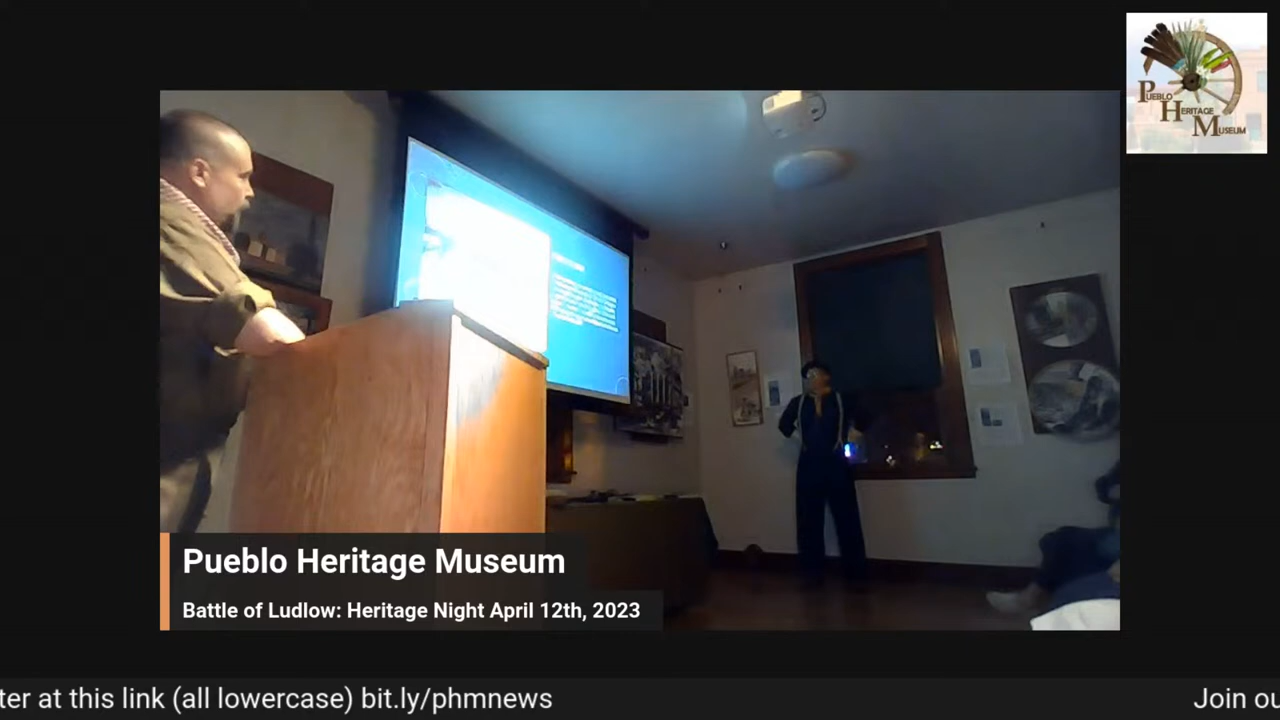 PUEBLO
HERITAGE
MUSEUM
Pueblo Heritage Museum
Battle of Ludlow: Heritage Night April 12th, 2023
ter at this link (all lowercase) bit.ly/phmnews
Join ou